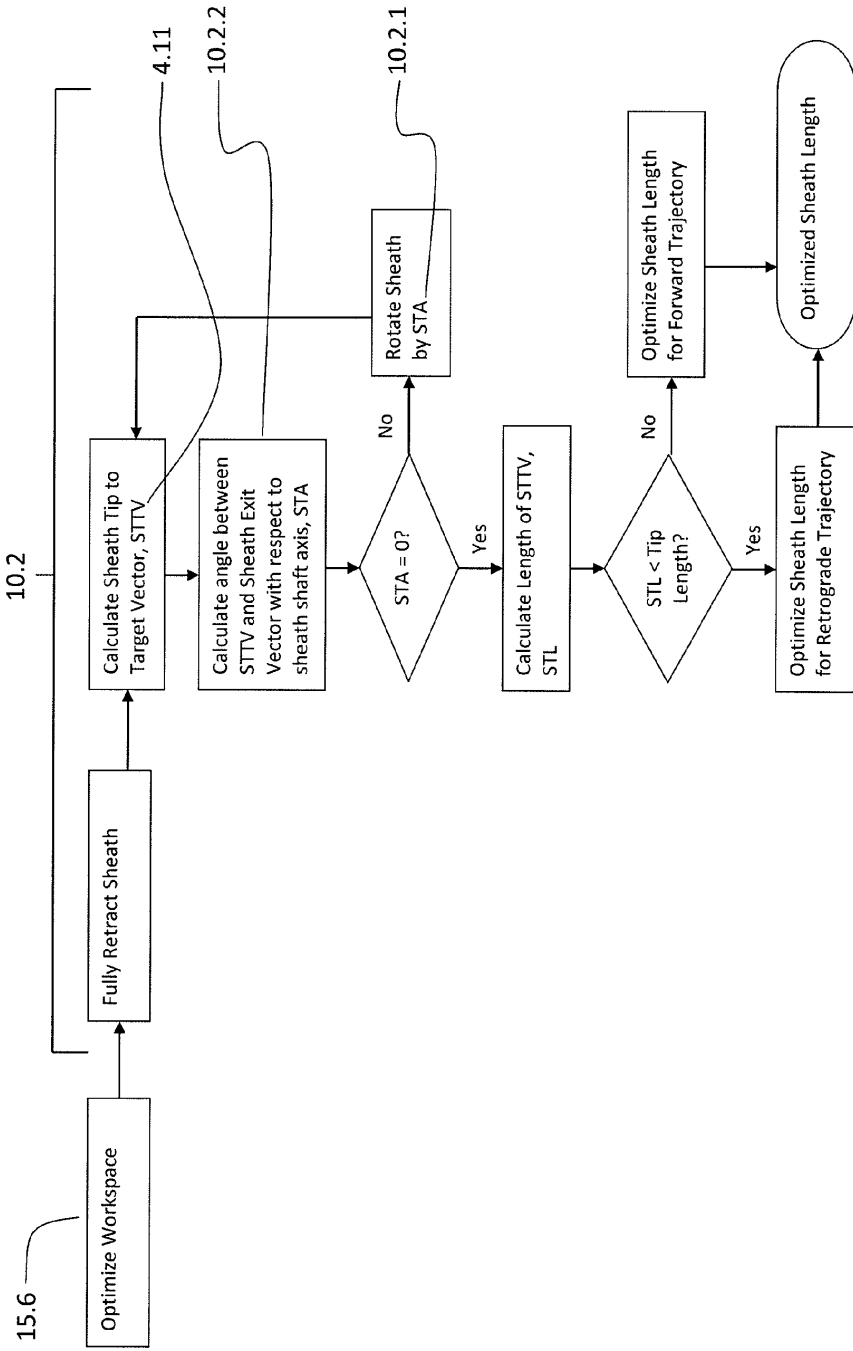 10.2
15.6
4.11
10.2.2
10.2.1
Optimize Workspace
Fully Retract Sheath
Calculate Sheath Tip to
Target Vector, STTV
Calculate angle between
STTV and Sheath Exit
Vector with respect to
sheath shaft axis, STA
STA = 0?
No
Rotate Sheath
by STA
Yes
Calculate Length of STTV,
STL
STL < Tip
Length?
No
Optimize Sheath Length
for Forward Trajectory
Yes
Optimize Sheath Length
for Retrograde Trajectory
Optimized Sheath Length